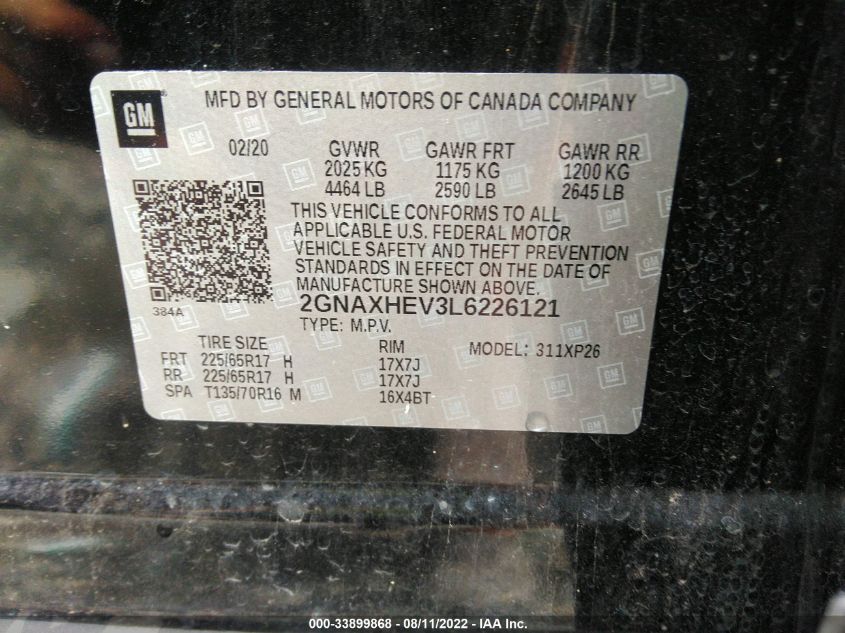 GM MFD BY GENERAL MOTORS OF CANADA COMPANY
02/20 GVWR GAWR FRT GAWR RR
2025 KG 1175 KG 1200 KG
4464 LB 2590 LB 2645 LB
THIS VEHICLE CONFORMS TO ALL
APPLICABLE U.S. FEDERAL MOTOR
VEHICLE SAFETY AND THEFT PREVENTION
STANDARDS IN EFFECT ON THE DATE OF
MANUFACTURE SHOWN ABOVE.
384A 2GNAXHEV3L6226121
TYPE: M.P.V.
TIRE SIZE RIM MODEL: 311XP26
FRT 225/65R17 H 17X7J
RR 225/65R17 H 17X7J
SPA T135/70R16 M 16X4BT
000-33899868 - 08/11/2022 - IAA Inc.